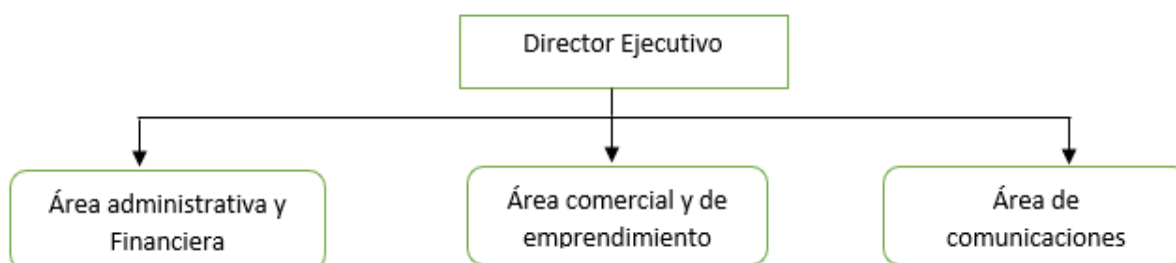 Director Ejecutivo
Área administrativa y
Financiera
Área comercial y de
emprendimiento
Área de
comunicaciones